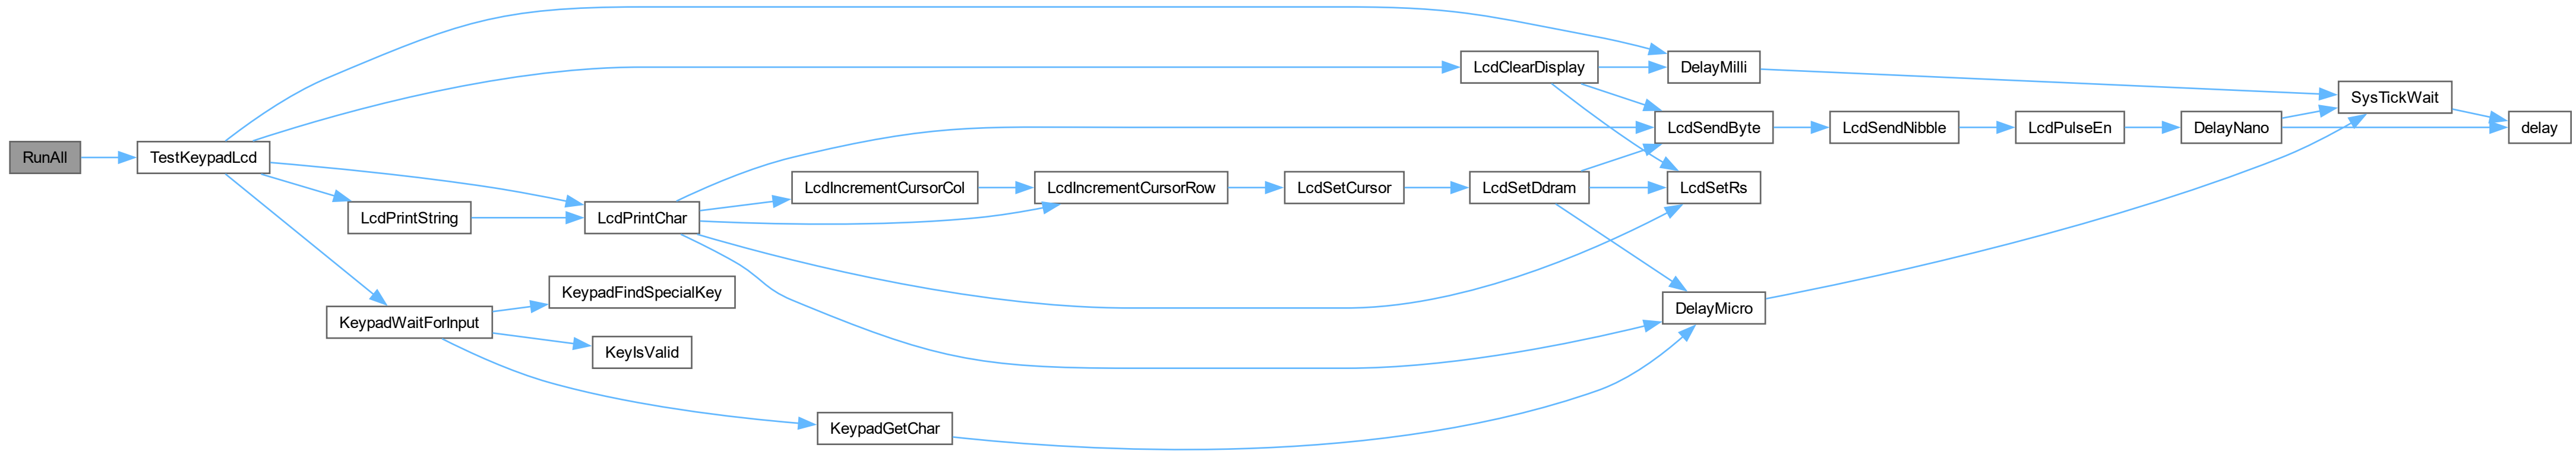 RunAll
TestKeypadLcd
LcdPrintString
KeypadWaitForInput
LcdPrintChar
KeypadFindSpecialKey
KeyIsValid
KeypadGetChar
LcdIncrementCursorCol
LcdIncrementCursorRow
LcdSetCursor
LcdClearDisplay
LcdSetDdram
DelayMilli
LcdSendByte
LcdSetRs
DelayMicro
LcdSendNibble
LcdPulseEn
DelayNano
SysTickWait
delay